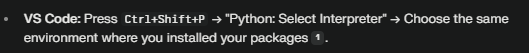 • VS Code: Press Ctrl+Shift+P → "Python: Select Interpreter" → Choose the same
environment where you installed your packages 1 .